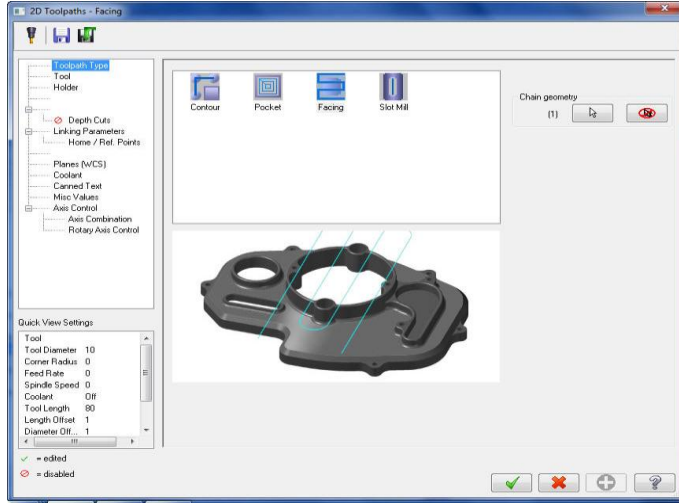 2D Toolpaths - Facing
Toolpath Type
Tool
Holder
Depth Cuts
Linking Parameters
Home / Ref. Points
Planes (WCS)
Coolant
Canned Text
Misc Values
Axis Control
Axis Combination
Rotary Axis Control
Contour
Pocket
Facing
Slot Mill
Chain geometry
(1)
Quick View Settings
Tool
Tool Diameter 10
Corner Radius 0
Feed Rate 0
Spindle Speed 0
Coolant Off
Tool Length 80
Length Offset 1
Diameter Off... 1
= edited
= disabled